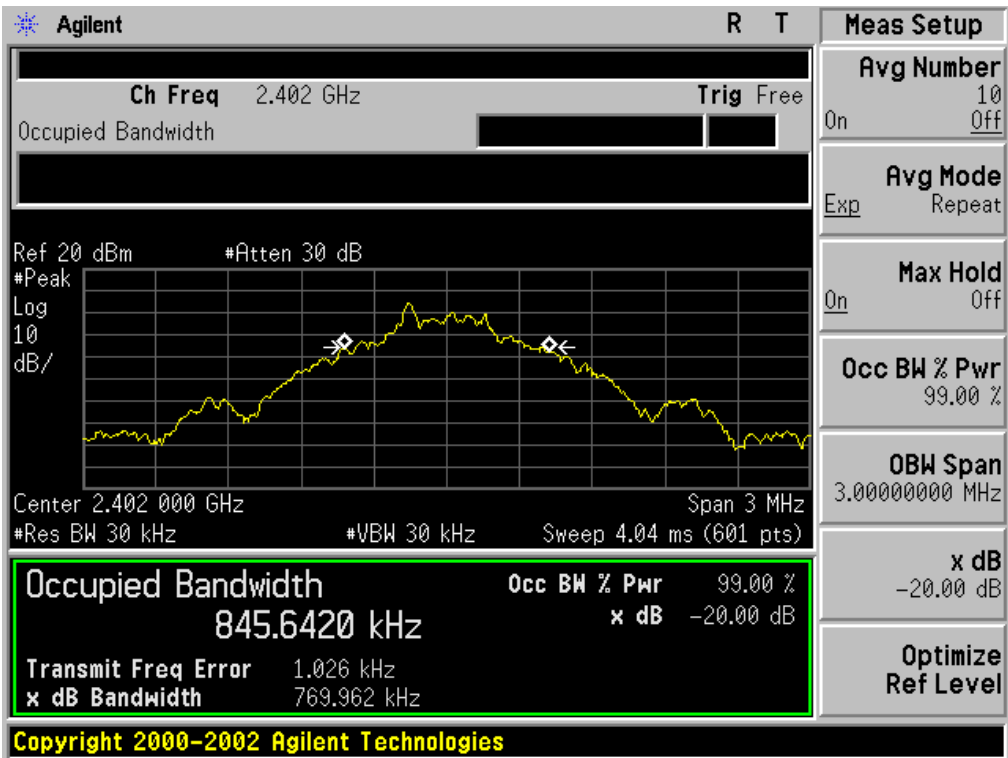 Agilent R T
Ch Freq 2.402 GHz Trig Free
Occupied Bandwidth
Ref 20 dBm #Atten 30 dB
#Peak
Log
10
dB/
Center 2.402 000 GHz Span 3 MHz
#Res BW 30 kHz #VBW 30 kHz Sweep 4.04 ms (601 pts)
Occupied Bandwidth Occ BW % Pwr 99.00 %
845.6420 kHz x dB -20.00 dB
Transmit Freq Error 1.026 kHz
x dB Bandwidth 769.962 kHz
Copyright 2000-2002 Agilent Technologies
Meas Setup
Avg Number
10
On Off
Avg Mode
Exp Repeat
Max Hold
On Off
Occ BW % Pwr
99.00 %
OBW Span
3.00000000 MHz
x dB
-20.00 dB
Optimize
Ref Level